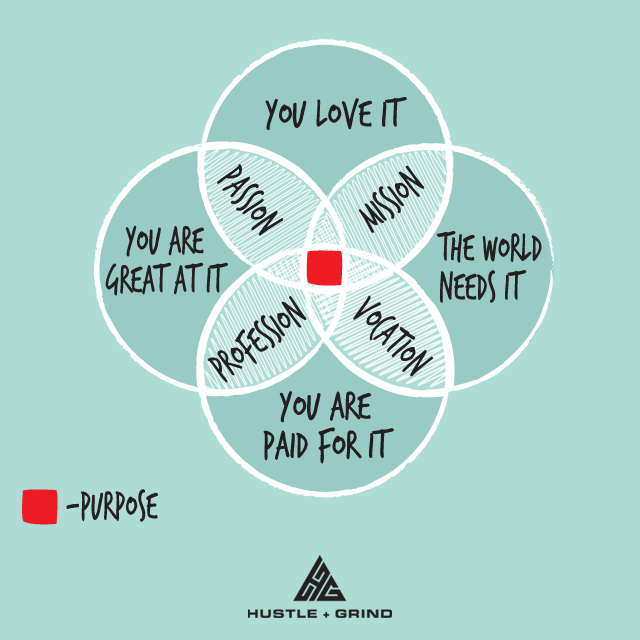 YOU LOVE IT
PASSION
MISSION
YOU ARE
GREAT AT IT
THE WORLD
NEEDS IT
PROFESSION
VOCATION
YOU ARE
PAID FOR IT
-PURPOSE
HUSTLE + GRIND